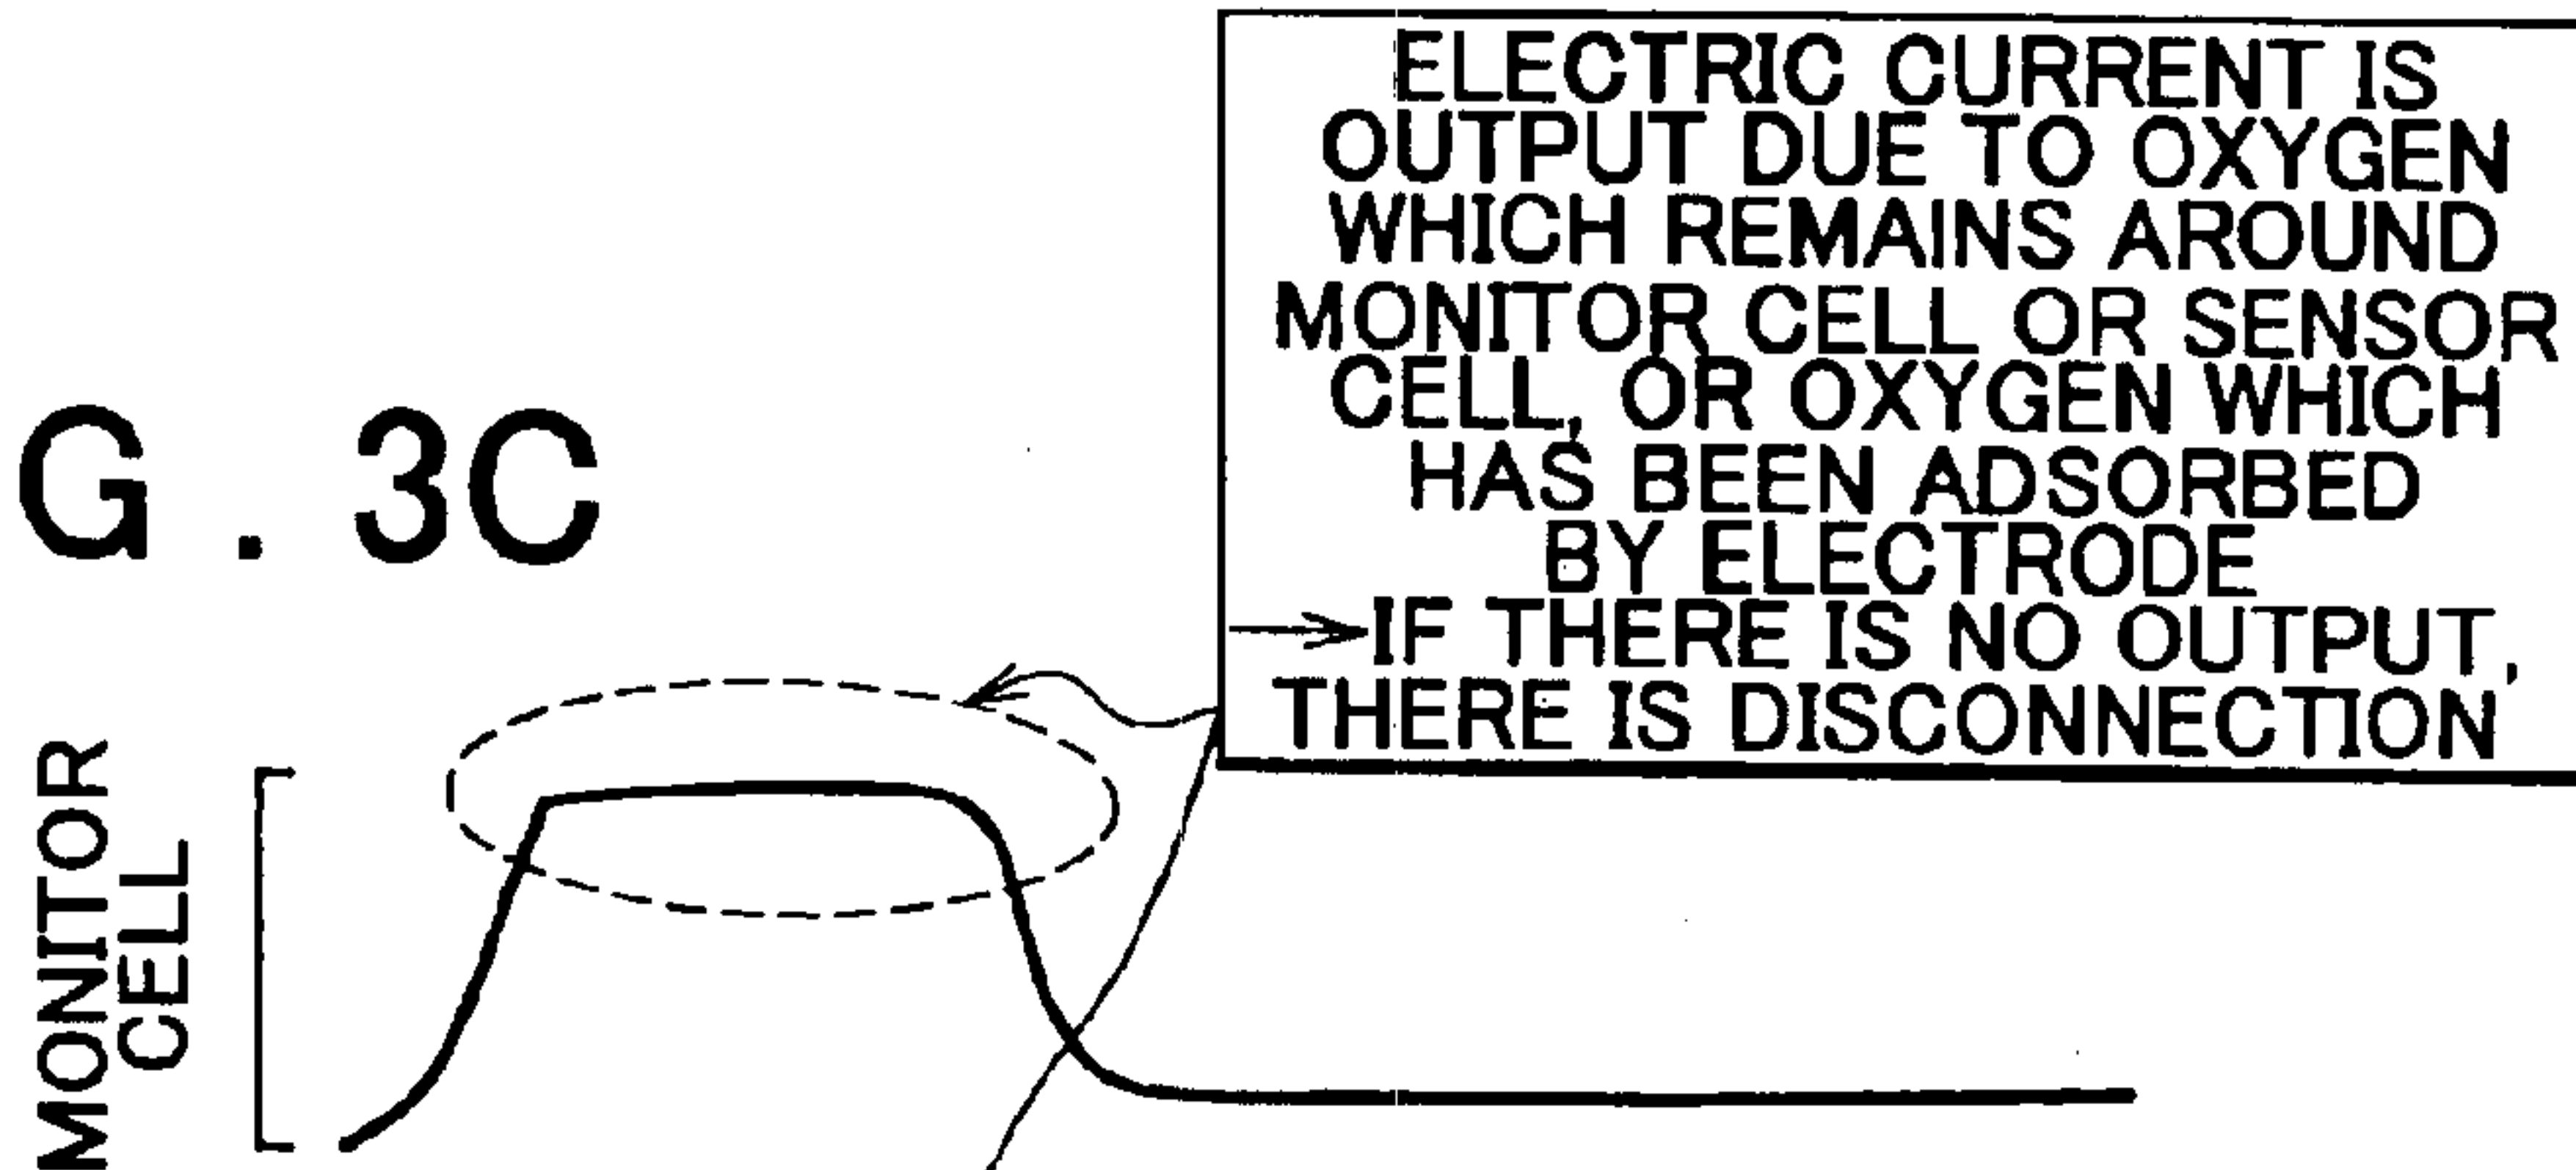 ELECTRIC CURRENT IS
OUTPUT DUE TO OXYGEN
WHICH REMAINS AROUND
MONITOR CELL OR SENSOR
CELL, OR OXYGEN WHICH
HAS BEEN ADSORBED
BY ELECTRODE
→IF THERE IS NO OUTPUT,
THERE IS DISCONNECTION
G . 3C
MONITOR
CELL